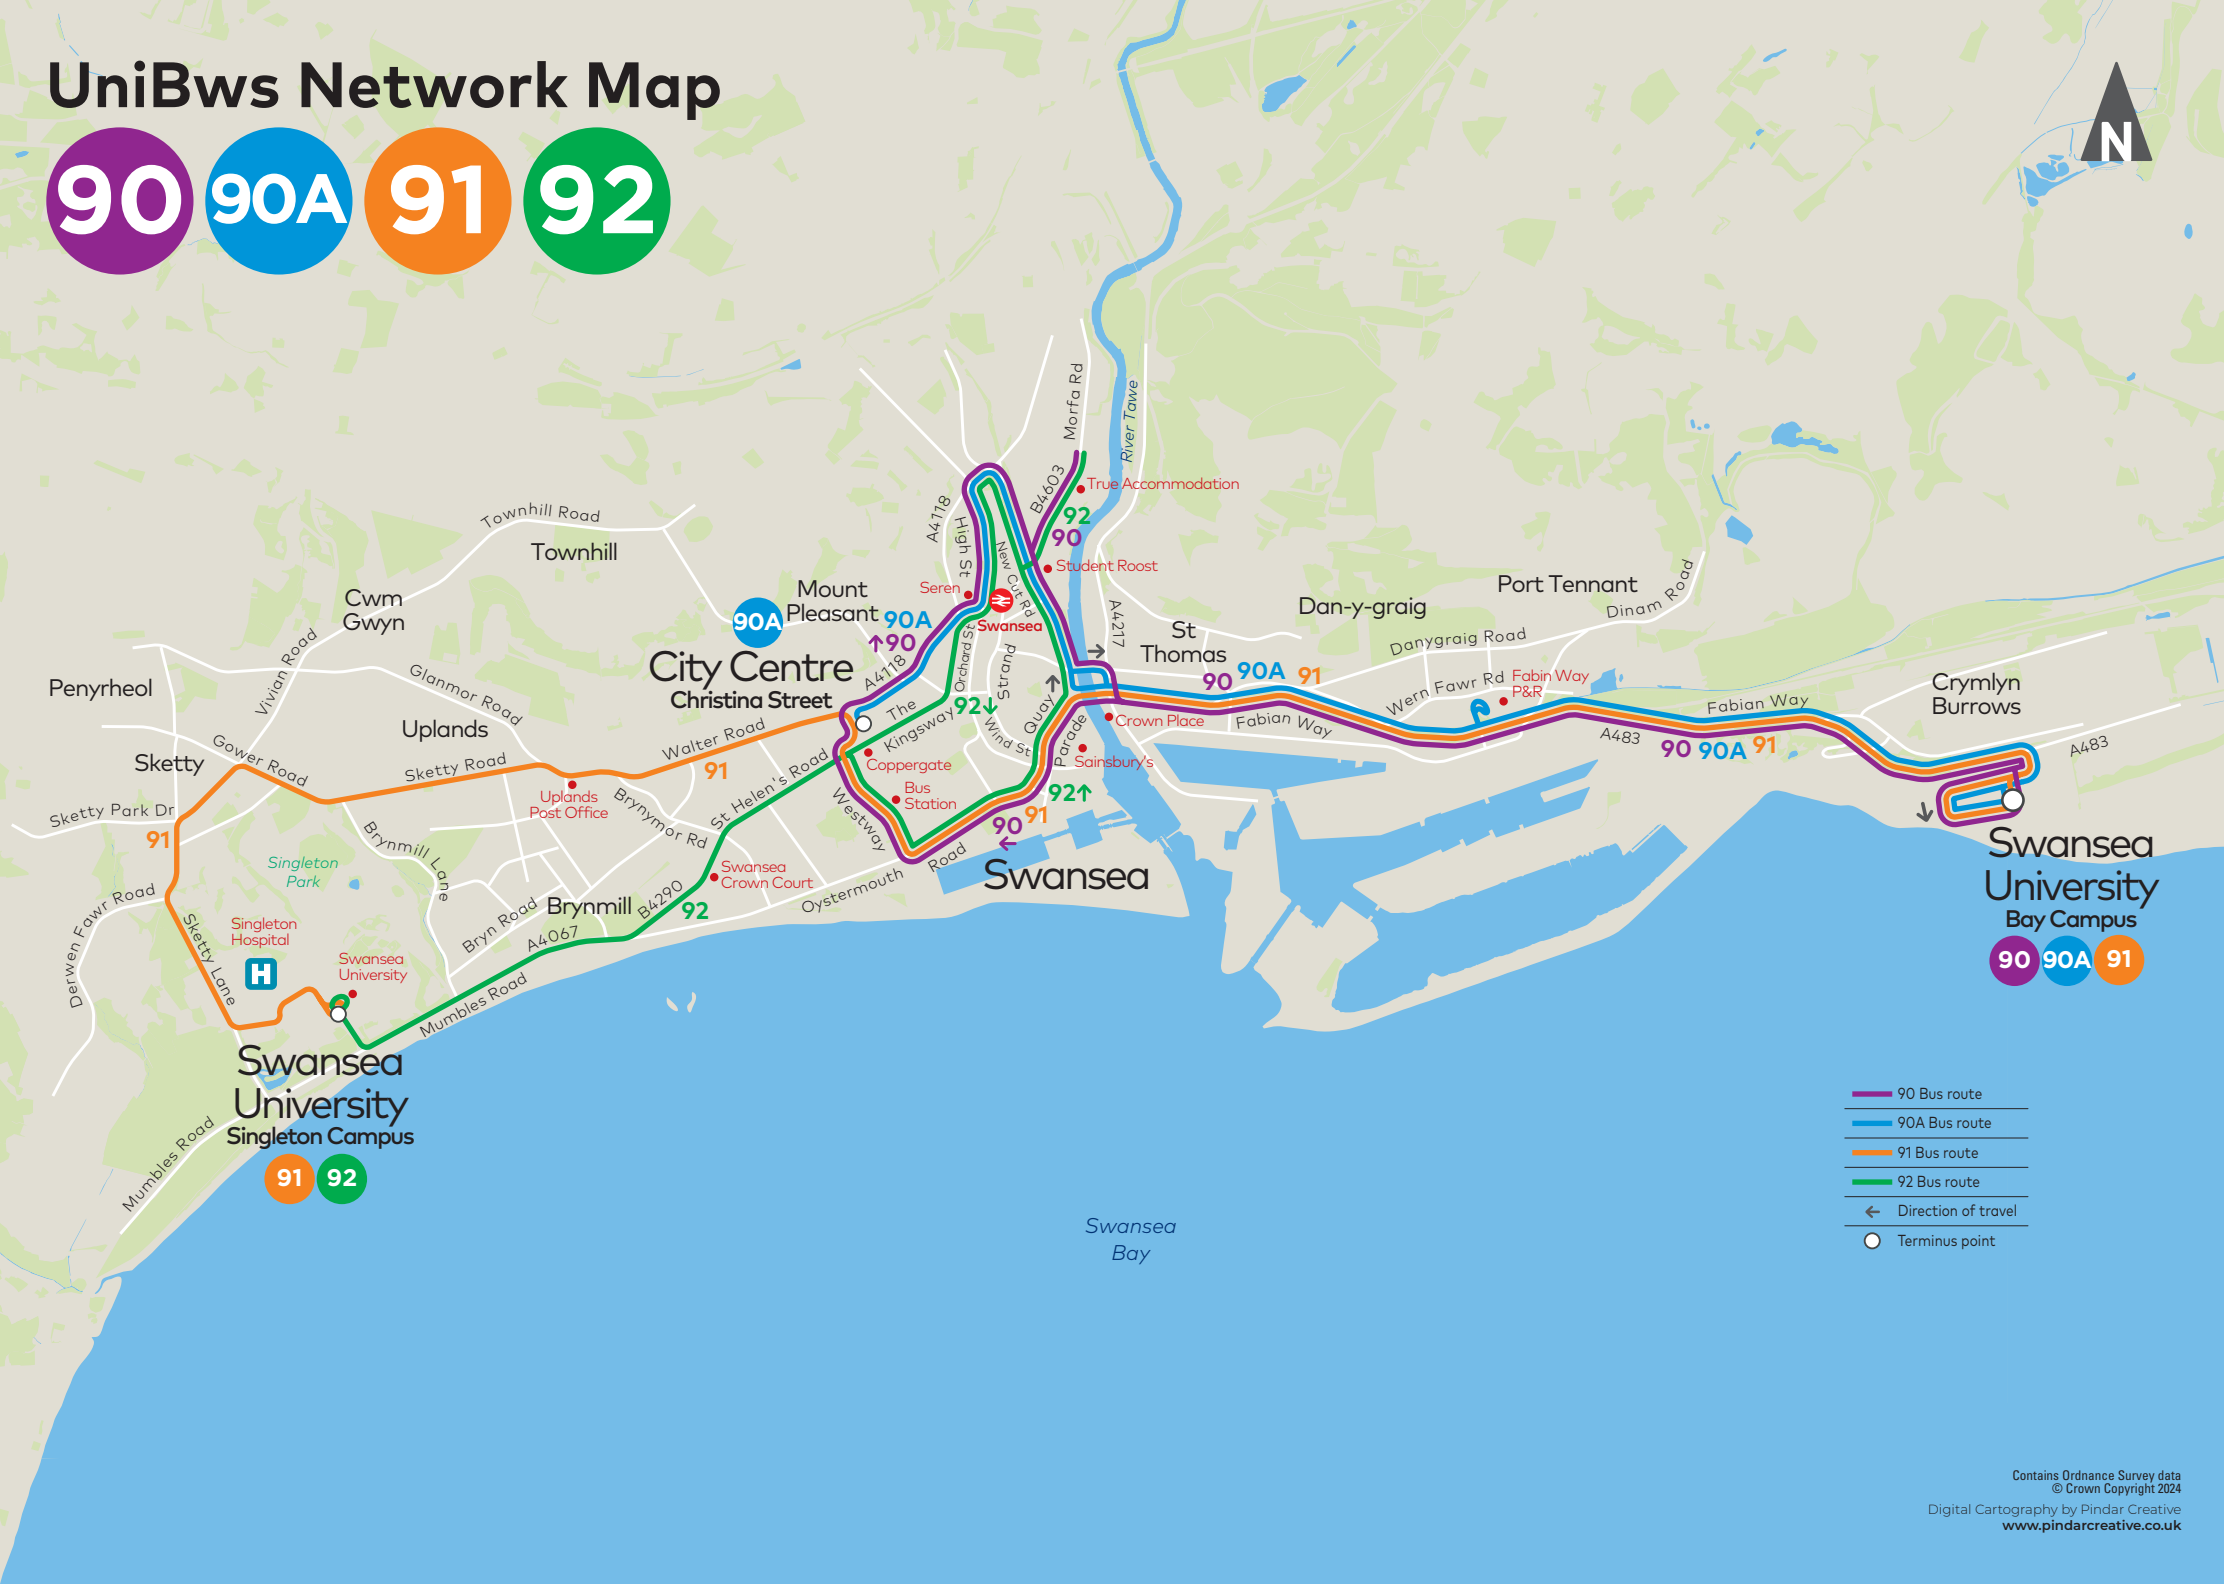 UniBws Network Map
90 90A 91 92
N
Morfa Rd
River Tawe
B4603
True Accommodation
92
90
A4118
High St
New Cut Rd
Student Roost
Townhill Road
Townhill
Cwm
Gwyn
Mount
Pleasant
90A
90A
↑90
Seren
Swansea
City Centre
Christina Street
A4118
Orchard St
Strand
A4217
St
Thomas
Dan-y-graig
Port Tennant
Dinam Road
Danygraig Road
Wern Fawr Rd
Fabin Way
P&R
90 90A 91
Fabian Way
Fabian Way
A483
90 90A 91
Crymlyn
Burrows
A483
Penyrheol
Vivian Road
Glanmor Road
Uplands
Sketty
Gower Road
Sketty Road
Walter Road
91
Uplands
Post Office
Brynymor Rd
St Helen's Road
The
Kingsway
92↓
Wind St
Quay
Parade
Crown Place
Sainsbury's
Coppergate
Bus
Station
Westway
92↑
91
90
←
Sketty Park Dr
91
Singleton
Park
Brynmill Lane
Derwen Fawr Road
Sketty Lane
Singleton
Hospital
H
Swansea
University
Bryn Road
Brynmill
A4067
B4290
92
Swansea
Crown Court
Oystermouth
Road
Swansea
Mumbles Road
Swansea
University
Bay Campus
90 90A 91
Swansea
University
Singleton Campus
91 92
Mumbles Road
Swansea
Bay
90 Bus route
90A Bus route
91 Bus route
92 Bus route
← Direction of travel
Terminus point
Contains Ordnance Survey data
© Crown Copyright 2024
Digital Cartography by Pindar Creative
www.pindarcreative.co.uk